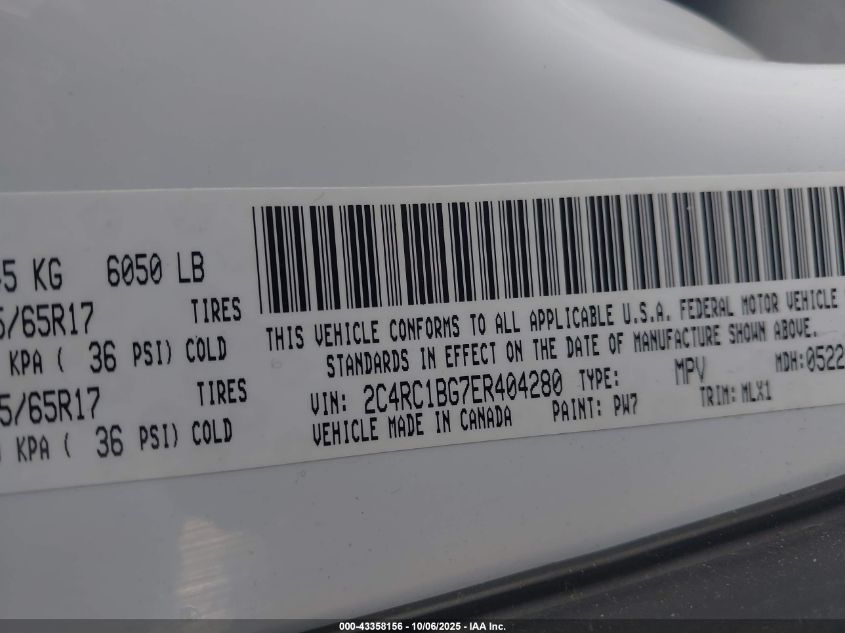 45 KG 6050 LB
5/65R17 TIRES
KPA ( 36 PSI) COLD
5/65R17 TIRES
KPA ( 36 PSI) COLD
THIS VEHICLE CONFORMS TO ALL APPLICABLE U.S.A. FEDERAL MOTOR VEHICLE
STANDARDS IN EFFECT ON THE DATE OF MANUFACTURE SHOWN ABOVE.
VIN: 2C4RC1BG7ER404280 TYPE: MPV MDH:0522
VEHICLE MADE IN CANADA PAINT: PW7 TRIM:MLX1
000-43358156 - 10/06/2025 - IAA Inc.